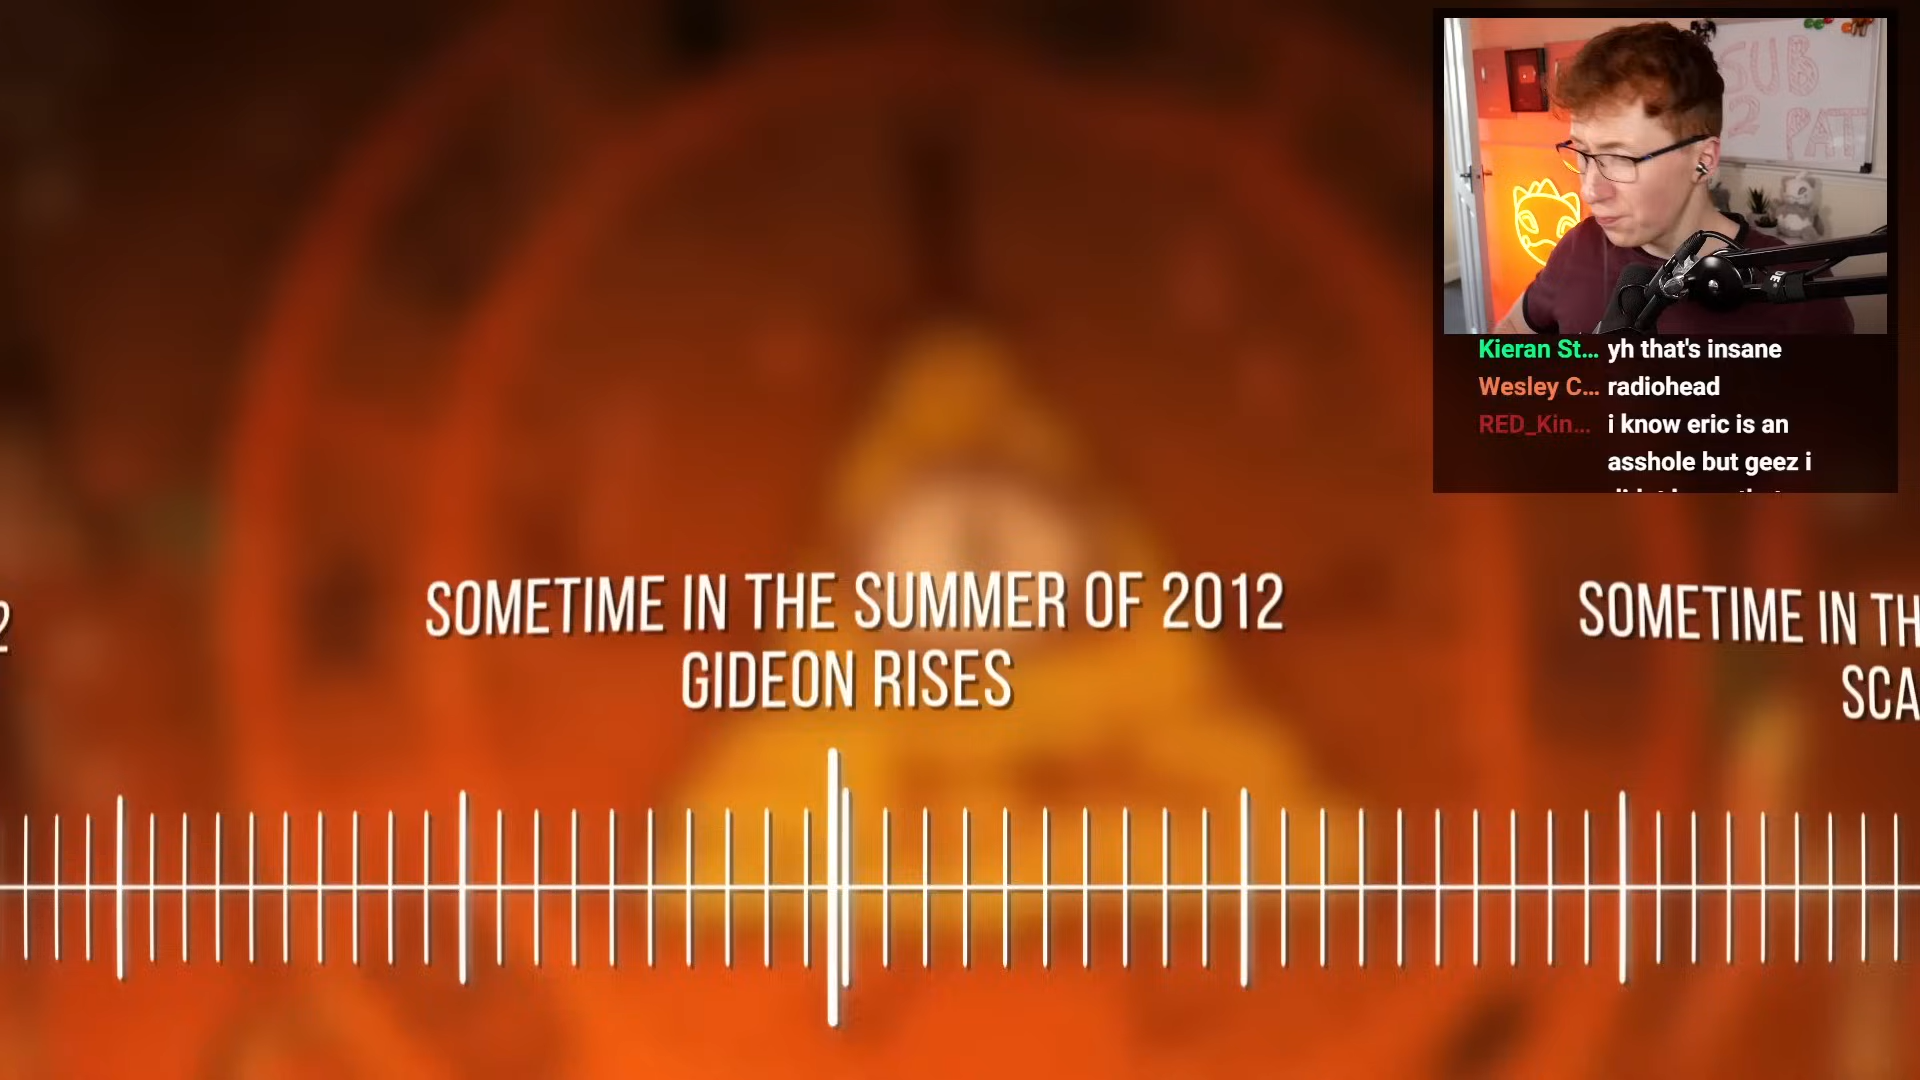 SUB
2 PAT
Kieran St... yh that's insane
Wesley C... radiohead
RED_Kin... i know eric is an
asshole but geez i
2
SOMETIME IN THE SUMMER OF 2012
GIDEON RISES
SOMETIME IN TH
SCA